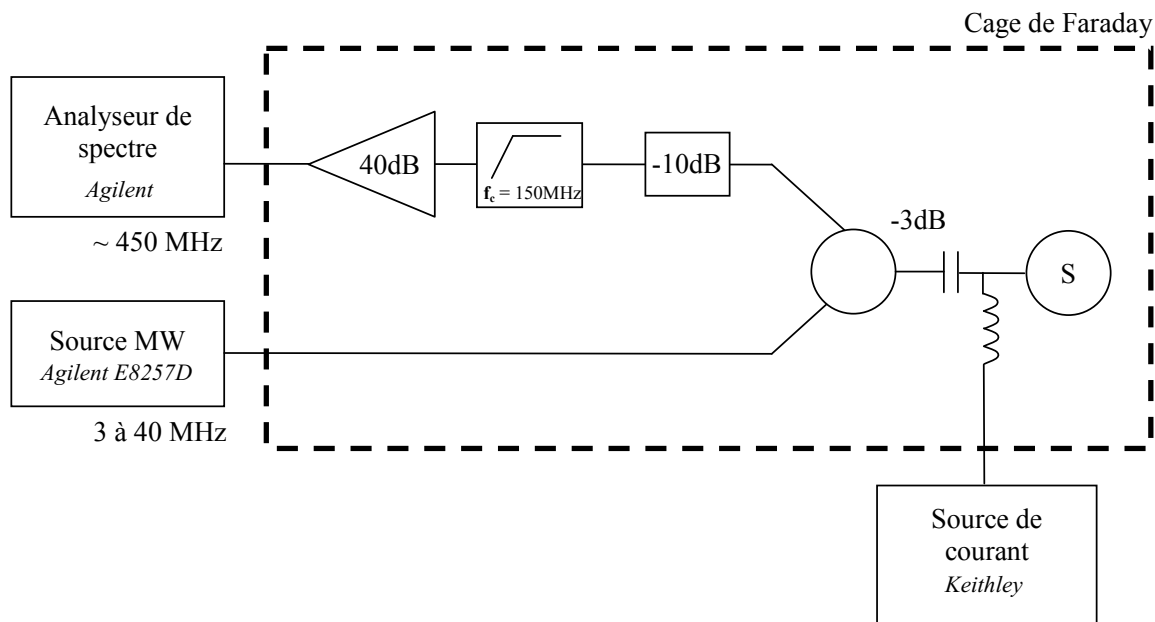 Cage de Faraday
Analyseur de
spectre
Agilent
~ 450 MHz
40dB
f_c = 150MHz
-10dB
-3dB
S
Source MW
Agilent E8257D
3 à 40 MHz
Source de
courant
Keithley